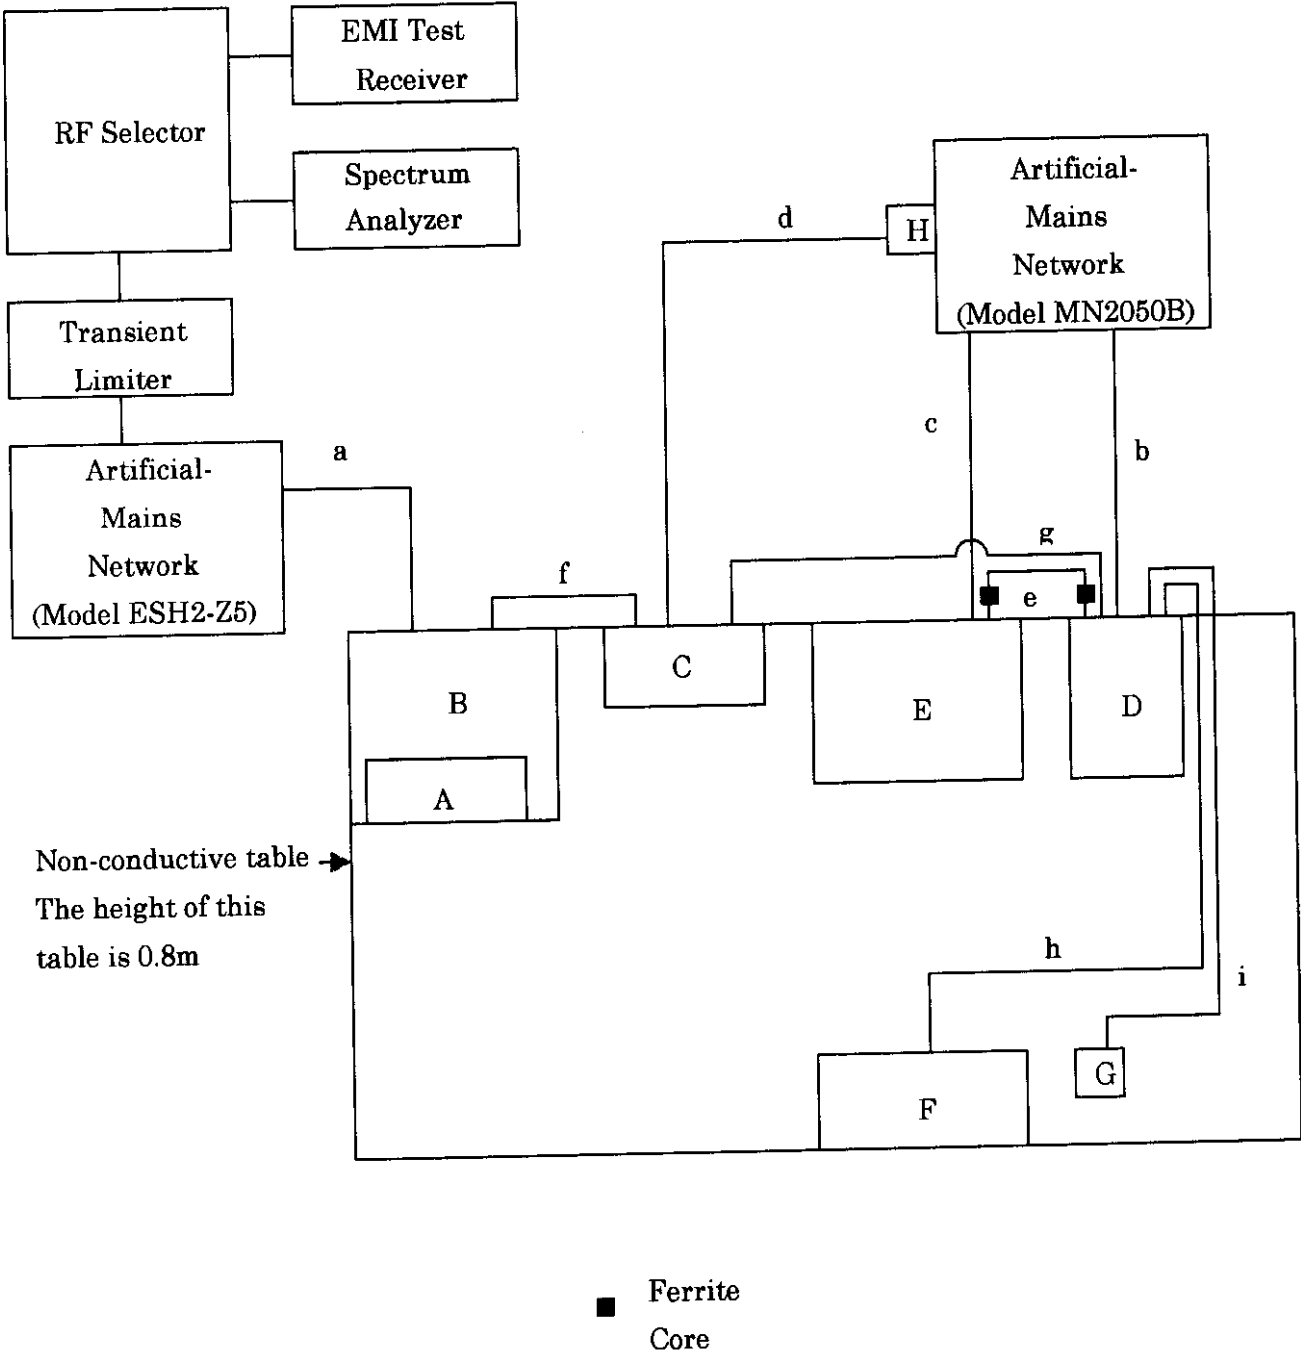 EMI Test
Receiver
RF Selector
Spectrum
Analyzer
Artificial-
Mains
Network
(Model MN2050B)
H
d
Transient
Limiter
c
b
a
Artificial-
Mains
Network
(Model ESH2-Z5)
g
f
e
C
B
E
D
A
Non-conductive table
The height of this
table is 0.8m
h
i
G
F
Ferrite
Core